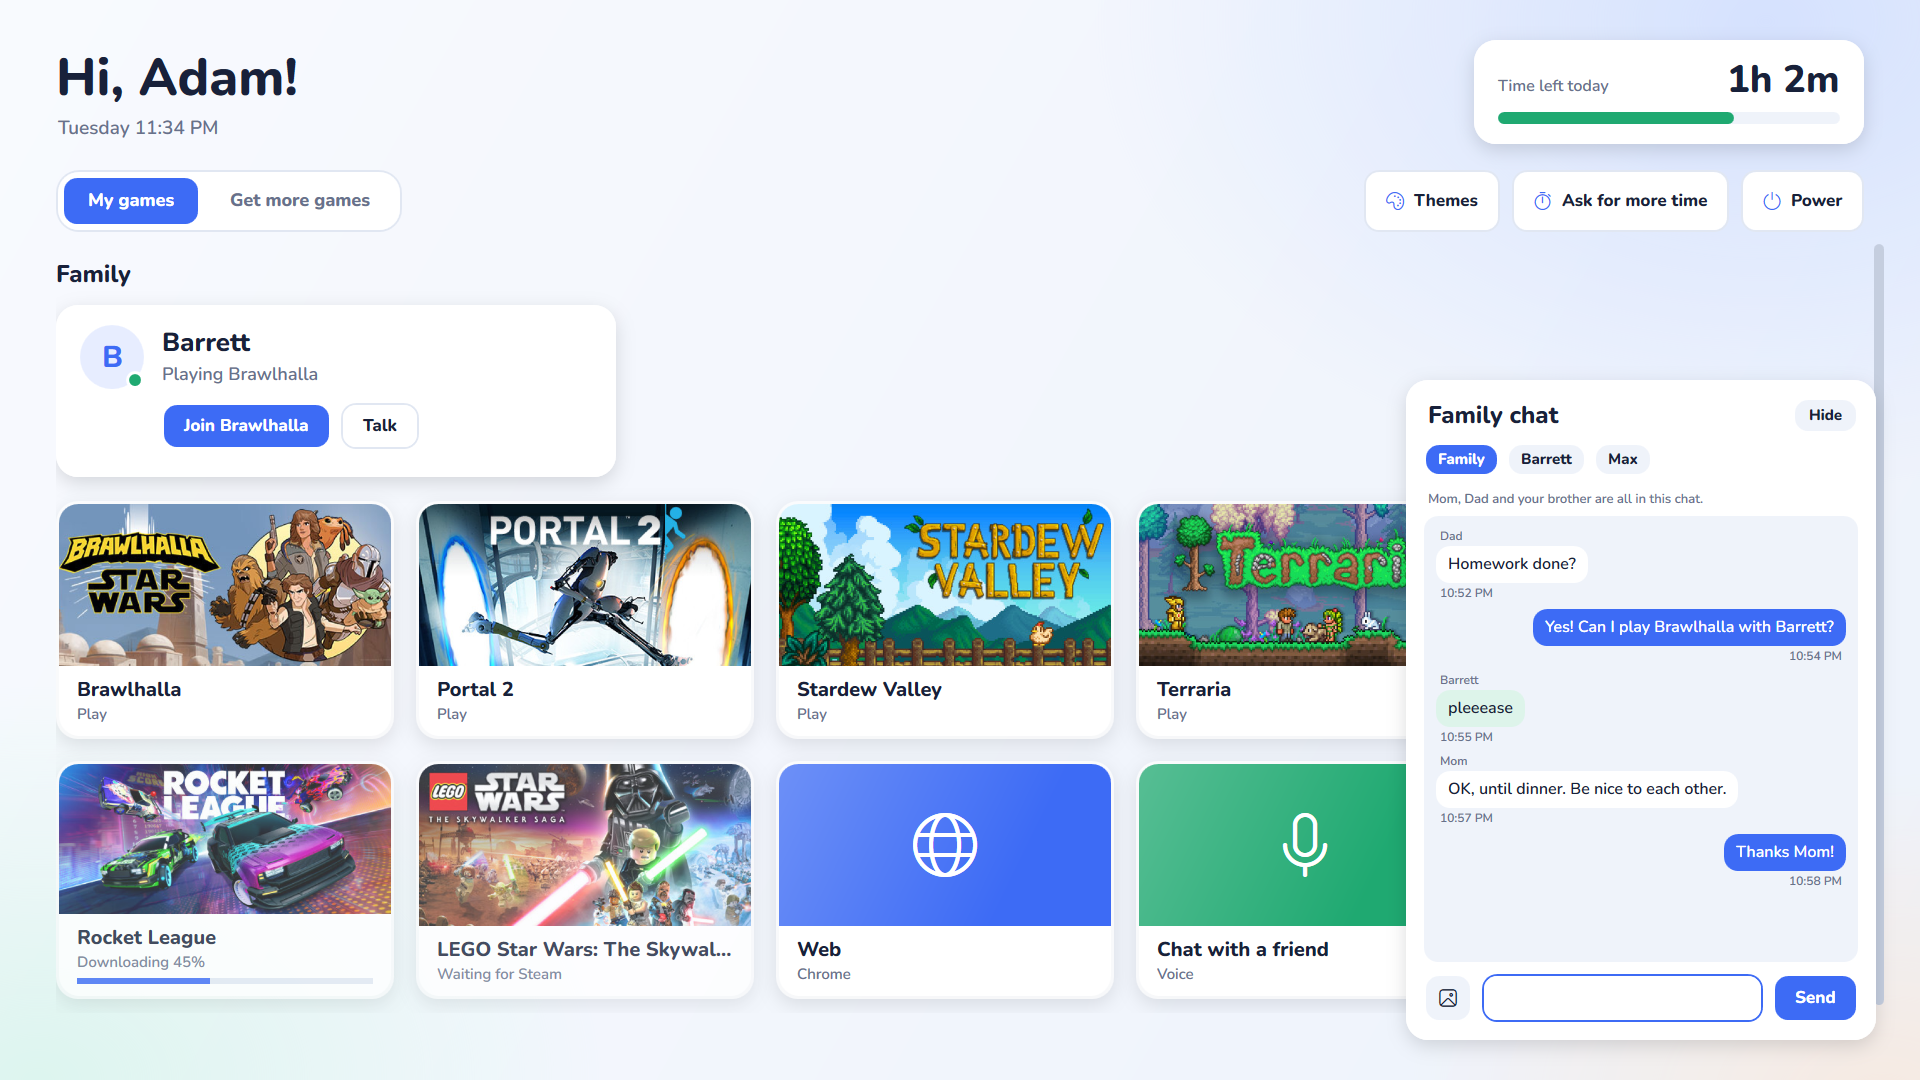 Hi, Adam!
Tuesday 11:34 PM
Time left today
1h 2m
My games
Get more games
Themes
Ask for more time
Power
Family
B
Barrett
Playing Brawlhalla
Join Brawlhalla
Talk
BRAWLHALLA
STAR
WARS
Brawlhalla
Play
PORTAL 2
Portal 2
Play
STARDEW
VALLEY
Stardew Valley
Play
Terrari
Terraria
Play
ROCKET
LEAGUE
Rocket League
Downloading 45%
LEGO
STAR
WARS
THE SKYWALKER SAGA
LEGO Star Wars: The Skywal...
Waiting for Steam
Web
Chrome
Chat with a friend
Voice
Family chat
Hide
Family
Barrett
Max
Mom, Dad and your brother are all in this chat.
Dad
Homework done?
10:52 PM
Yes! Can I play Brawlhalla with Barrett?
10:54 PM
Barrett
pleeease
10:55 PM
Mom
OK, until dinner. Be nice to each other.
10:57 PM
Thanks Mom!
10:58 PM
Send